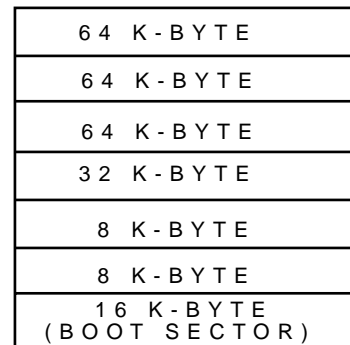 64 K-BYTE
64 K-BYTE
64 K-BYTE
32 K-BYTE
8 K-BYTE
8 K-BYTE
16 K-BYTE
(BOOT SECTOR)